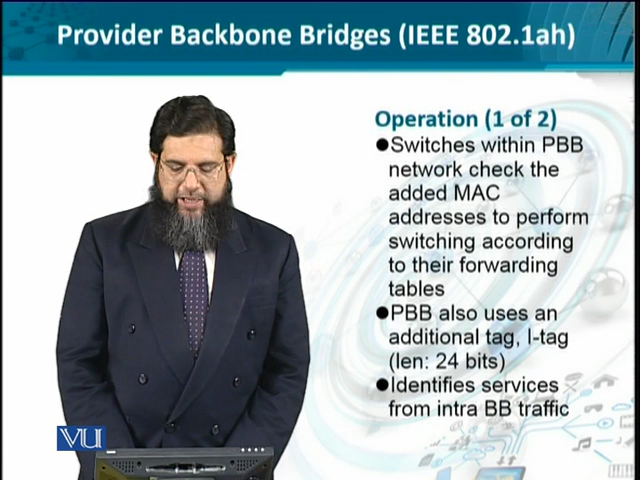 Provider Backbone Bridges (IEEE 802.1ah)
Operation (1 of 2)
●Switches within PBB
network check the
added MAC
addresses to perform
switching according
to their forwarding
tables
●PBB also uses an
additional tag, I-tag
(len: 24 bits)
●Identifies services
from intra BB traffic
VU